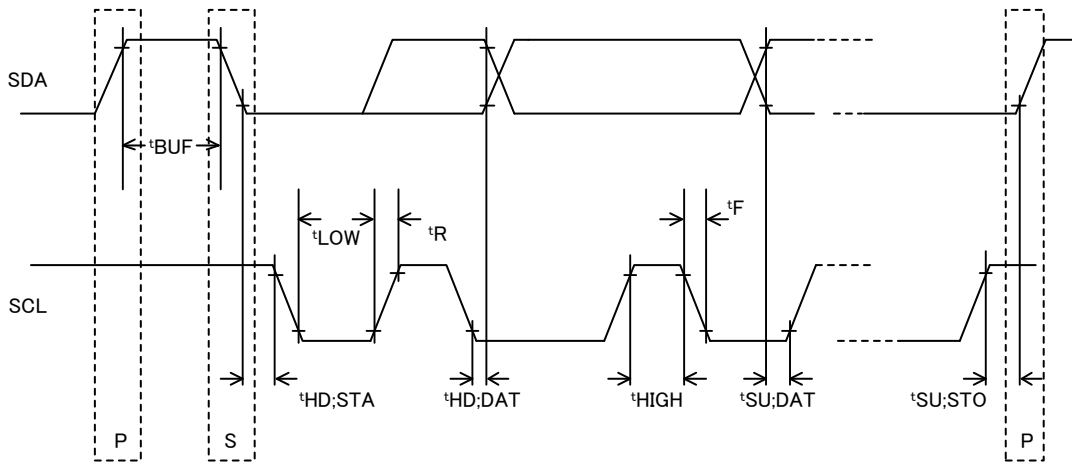 SDA
tBUF
tLOW
tR
tF
SCL
tHD;STA
tHD;DAT
tHIGH
tSU;DAT
tSU;STO
P
S
P